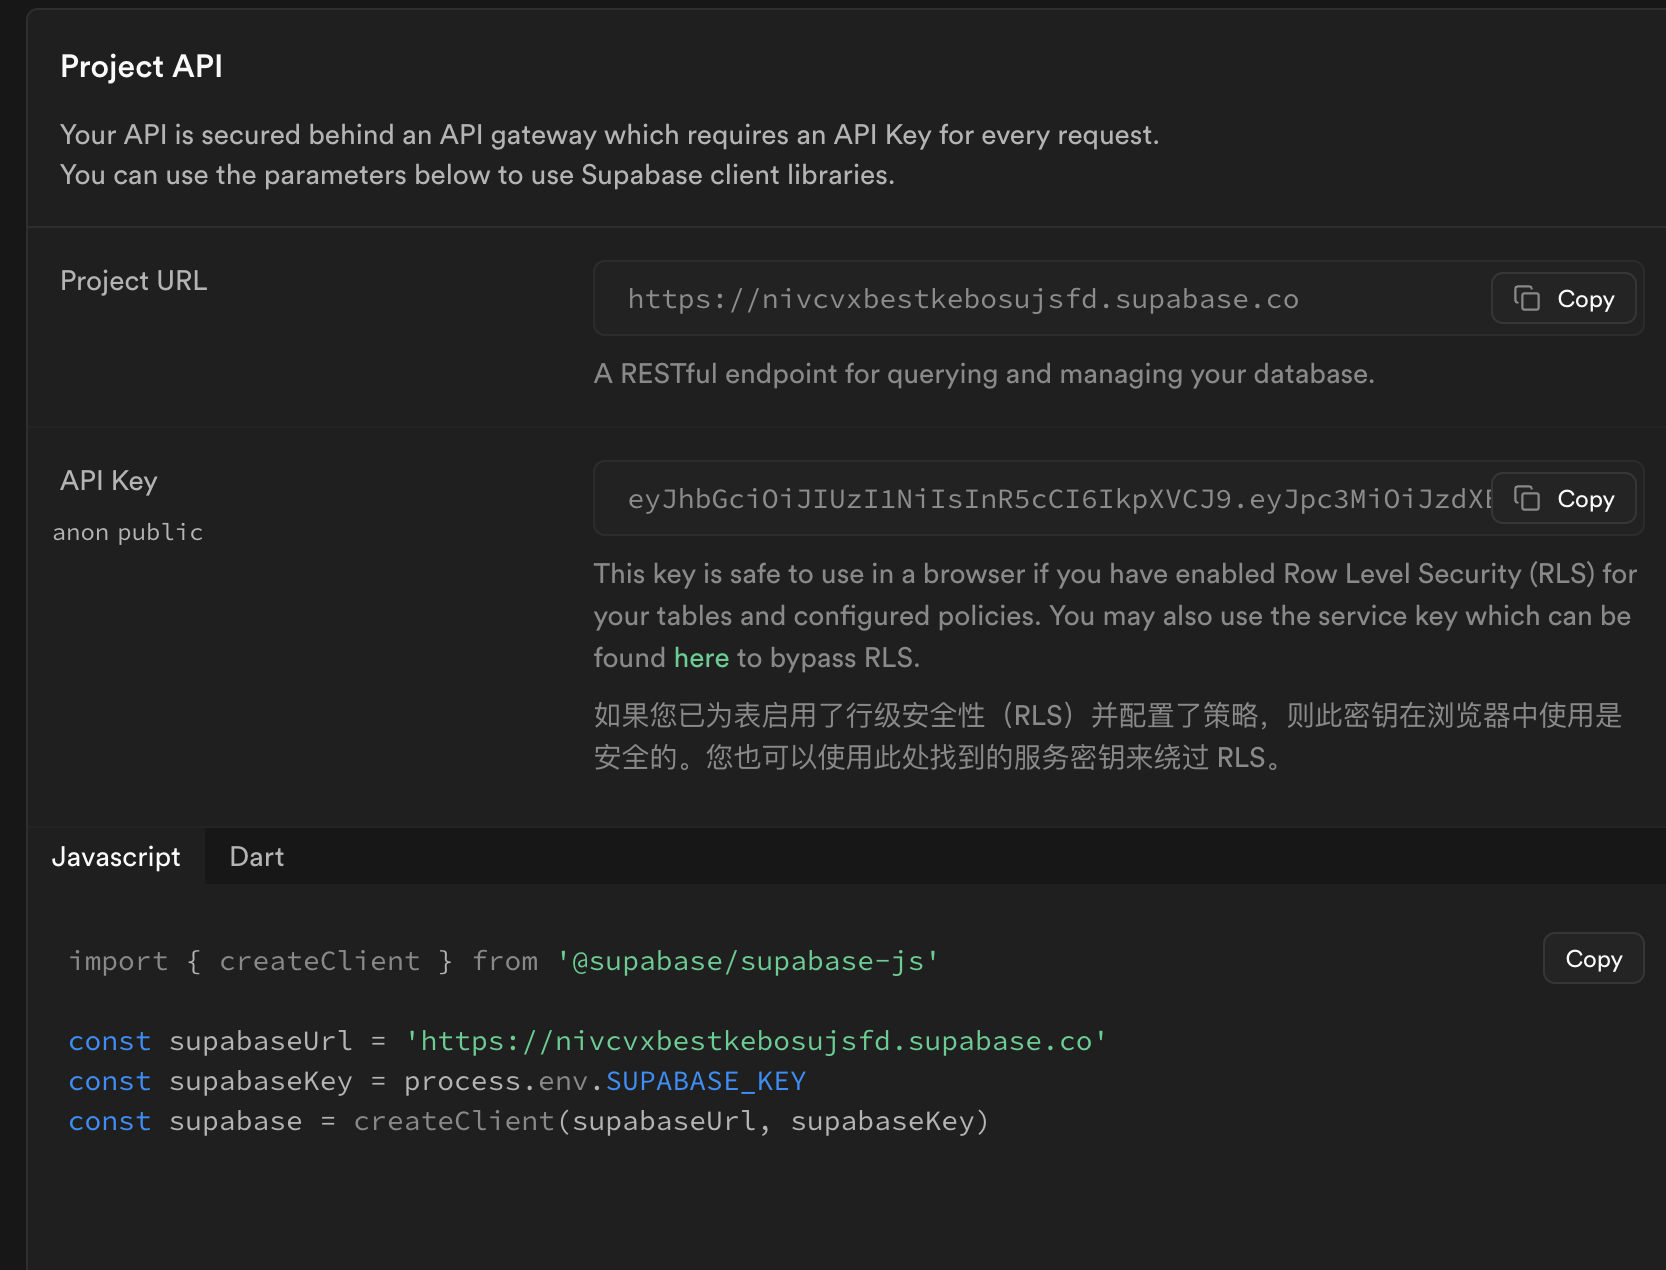 Project API
Your API is secured behind an API gateway which requires an API Key for every request.
You can use the parameters below to use Supabase client libraries.
Project URL
https://nivcvxbestkebosujsfd.supabase.co
Copy
A RESTful endpoint for querying and managing your database.
API Key
anon public
eyJhbGciOiJIUzI1NiIsInR5cCI6IkpXVCJ9.eyJpc3MiOiJzdXB
Copy
This key is safe to use in a browser if you have enabled Row Level Security (RLS) for
your tables and configured policies. You may also use the service key which can be
found here to bypass RLS.
如果您已为表启用了行级安全性（RLS）并配置了策略，则此密钥在浏览器中使用是
安全的。您也可以使用此处找到的服务密钥来绕过 RLS。
Javascript
Dart
import { createClient } from '@supabase/supabase-js'
Copy
const supabaseUrl = 'https://nivcvxbestkebosujsfd.supabase.co'
const supabaseKey = process.env.SUPABASE_KEY
const supabase = createClient(supabaseUrl, supabaseKey)